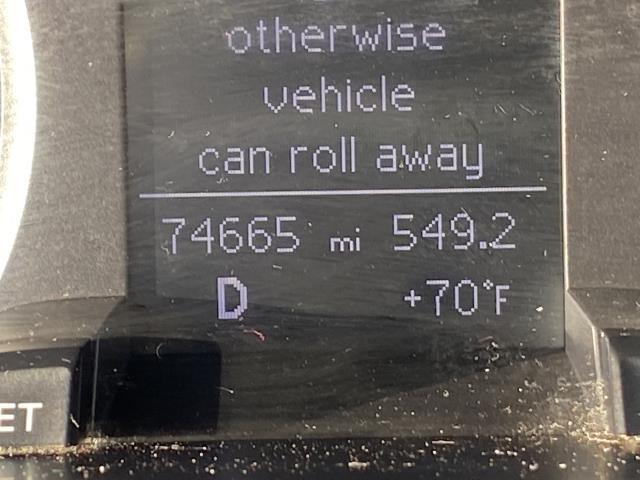 otherwise
vehicle
can roll away
74665 mi 549.2
D +70°F
ET